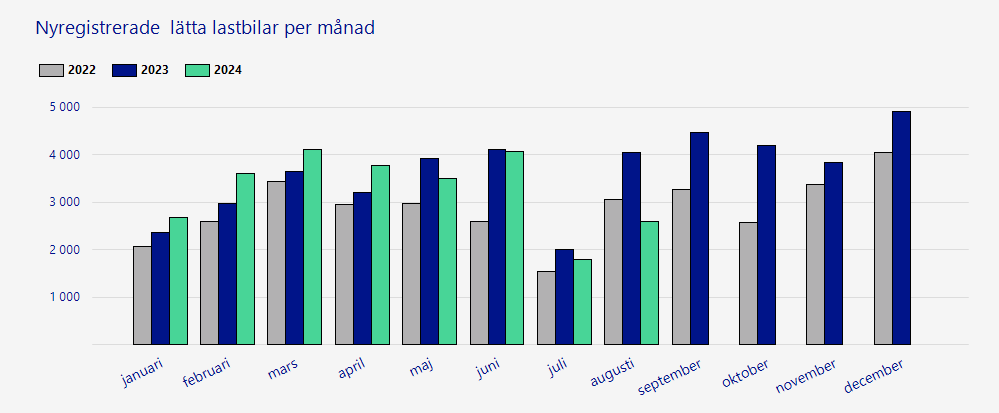 Nyregistrerade  lätta lastbilar per månad
2022 2023 2024
5 000
4 000
3 000
2 000
1 000
januari februari mars april maj juni juli augusti september oktober november december